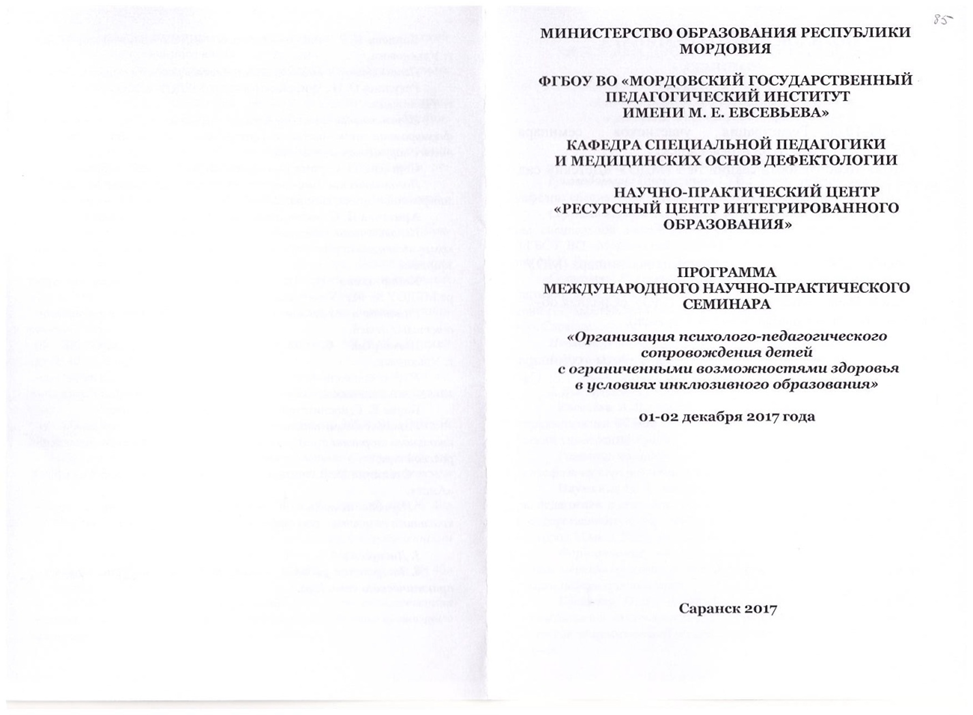 85
МИНИСТЕРСТВО ОБРАЗОВАНИЯ РЕСПУБЛИКИ
МОРДОВИЯ
ФГБОУ ВО «МОРДОВСКИЙ ГОСУДАРСТВЕННЫЙ
ПЕДАГОГИЧЕСКИЙ ИНСТИТУТ
ИМЕНИ М. Е. ЕВСЕВЬЕВА»
КАФЕДРА СПЕЦИАЛЬНОЙ ПЕДАГОГИКИ
И МЕДИЦИНСКИХ ОСНОВ ДЕФЕКТОЛОГИИ
НАУЧНО-ПРАКТИЧЕСКИЙ ЦЕНТР
«РЕСУРСНЫЙ ЦЕНТР ИНТЕГРИРОВАННОГО
ОБРАЗОВАНИЯ»
ПРОГРАММА
МЕЖДУНАРОДНОГО НАУЧНО-ПРАКТИЧЕСКОГО
СЕМИНАРА
«Организация психолого-педагогического
сопровождения детей
с ограниченными возможностями здоровья
в условиях инклюзивного образования»
01-02 декабря 2017 года
Саранск 2017